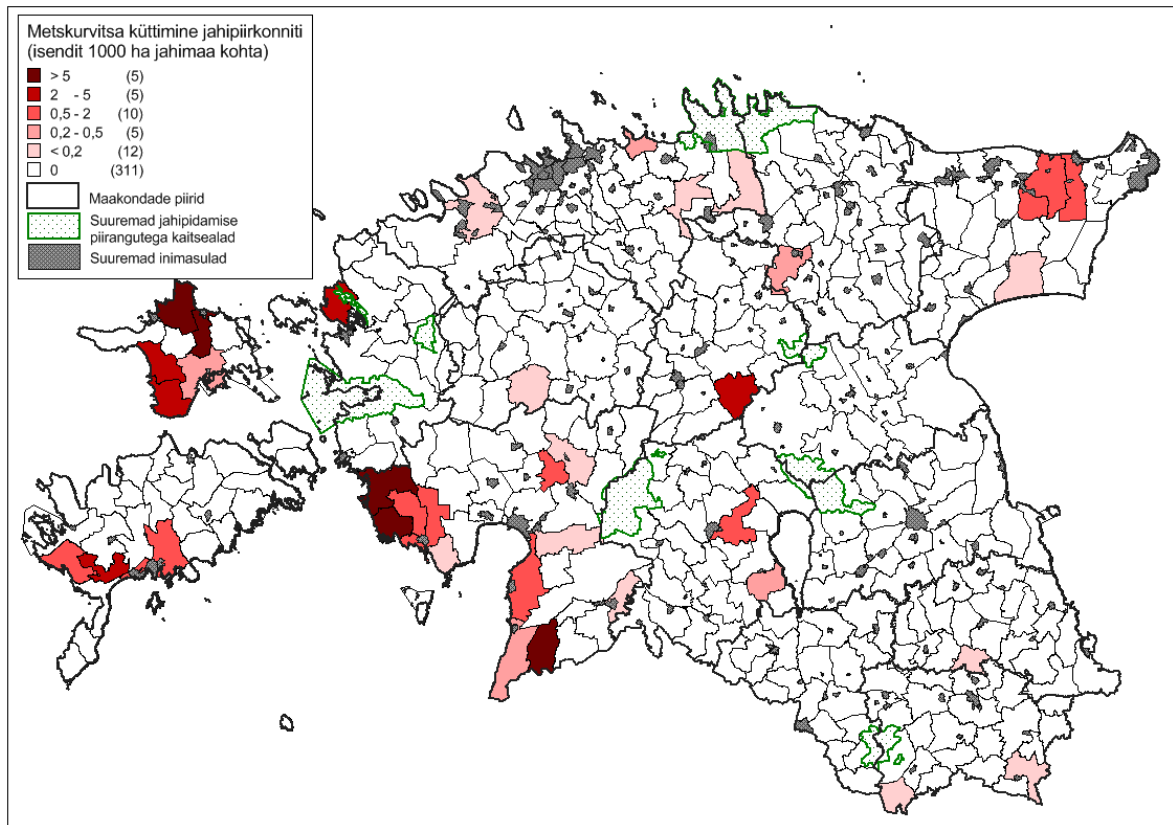 Metskurvitsa küttimine jahipiirkonniti
(isendit 1000 ha jahimaa kohta)
> 5 (5)
2 - 5 (5)
0,5 - 2 (10)
0,2 - 0,5 (5)
< 0,2 (12)
0 (311)
Maakondade piirid
Suuremad jahipidamise
piirangutega kaitsealad
Suuremad inimasulad